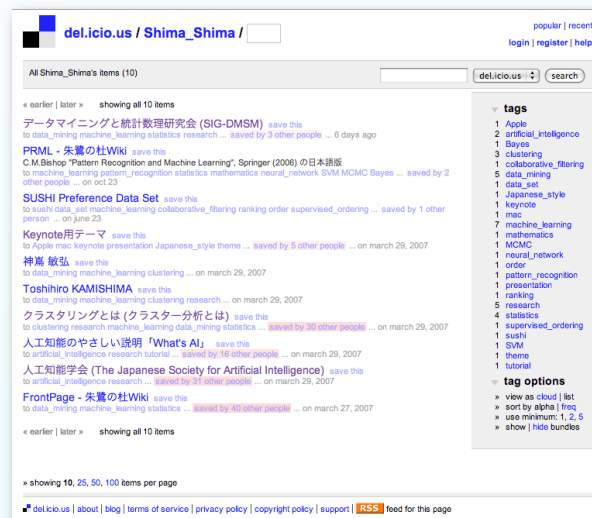 del.icio.us / Shima_Shima /
popular | recent
login | register | help
All Shima_Shima's items (10)
del.icio.us
search
« earlier | later »
showing all 10 items
データマイニングと統計数理研究会 (SIG-DMSM) save this
to data_mining machine_learning statistics research ... saved by 3 other people ... 6 days ago
PRML - 朱鷺の杜Wiki save this
C.M.Bishop "Pattern Recognition and Machine Learning", Springer (2006) の日本語版
to machine_learning pattern_recognition statistics mathematics neural_network SVM MCMC Bayes ... saved by 2
other people ... on oct 23
SUSHI Preference Data Set save this
to sushi data_set machine_learning collaborative_filtering ranking order supervised_ordering ... saved by 1 other
person ... on june 23
Keynote用テーマ save this
to Apple mac keynote presentation Japanese_style theme ... saved by 5 other people ... on march 29, 2007
神嶌 敏弘 save this
to data_mining machine_learning clustering ... on march 29, 2007
Toshihiro KAMISHIMA save this
to data_mining machine_learning clustering research ... on march 29, 2007
クラスタリングとは (クラスター分析とは) save this
to clustering research machine_learning data_mining statistics ... saved by 30 other people ... on march 29, 2007
人工知能のやさしい説明「What's AI」 save this
to artificial_intelligence research tutorial ... saved by 16 other people ... on march 29, 2007
人工知能学会 (The Japanese Society for Artificial Intelligence) save this
to artificial_intelligence research ... saved by 31 other people ... on march 29, 2007
FrontPage - 朱鷺の杜Wiki save this
to data_mining machine_learning statistics ... saved by 40 other people ... on march 27, 2007
« earlier | later »
showing all 10 items
» showing 10, 25, 50, 100 items per page
tags
1 Apple
2 artificial_intelligence
1 Bayes
3 clustering
1 collaborative_filtering
5 data_mining
1 data_set
1 Japanese_style
1 keynote
1 mac
7 machine_learning
1 mathematics
1 MCMC
1 neural_network
1 order
1 pattern_recognition
1 presentation
1 ranking
5 research
4 statistics
1 supervised_ordering
1 sushi
1 SVM
1 theme
1 tutorial
tag options
» view as cloud | list
» sort by alpha | freq
» use minimum: 1, 2, 5
» show | hide bundles
del.icio.us | about | blog | terms of service | privacy policy | copyright policy | support | RSS feed for this page